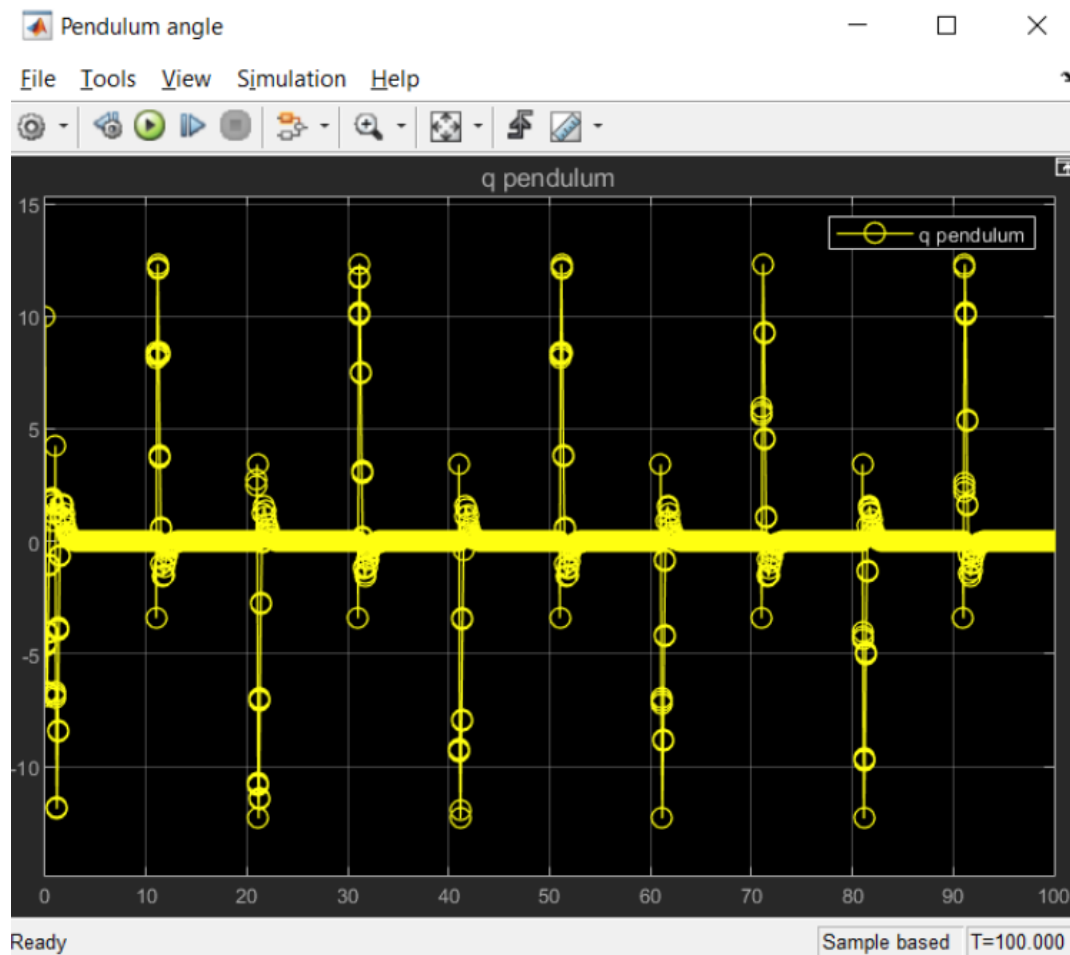 Pendulum angle
File Tools View Simulation Help
q pendulum
q pendulum
15
10
5
0
-5
-10
0 10 20 30 40 50 60 70 80 90 100
Ready Sample based T=100.000